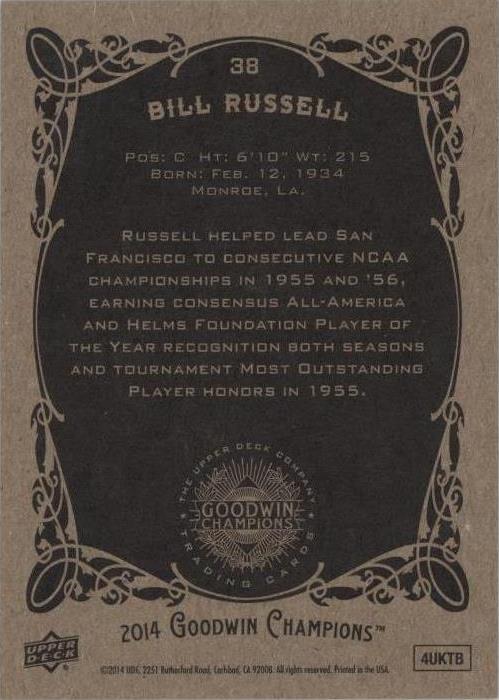 38
BILL RUSSELL
POS: C HT: 6'10" WT: 215
BORN: FEB. 12, 1934
MONROE, LA.
RUSSELL HELPED LEAD SAN
FRANCISCO TO CONSECUTIVE NCAA
CHAMPIONSHIPS IN 1955 AND '56,
EARNING CONSENSUS ALL-AMERICA
AND HELMS FOUNDATION PLAYER OF
THE YEAR RECOGNITION BOTH SEASONS
AND TOURNAMENT MOST OUTSTANDING
PLAYER HONORS IN 1955.
THE UPPER DECK COMPANY
GOODWIN
CHAMPIONS
TRADING CARDS
2014 GOODWIN CHAMPIONS™
UPPER
D·E·C·K®
©2014 UDC, 2251 Rutherford Road, Carlsbad, CA 92008. All rights reserved. Printed in the USA.
4UKTB